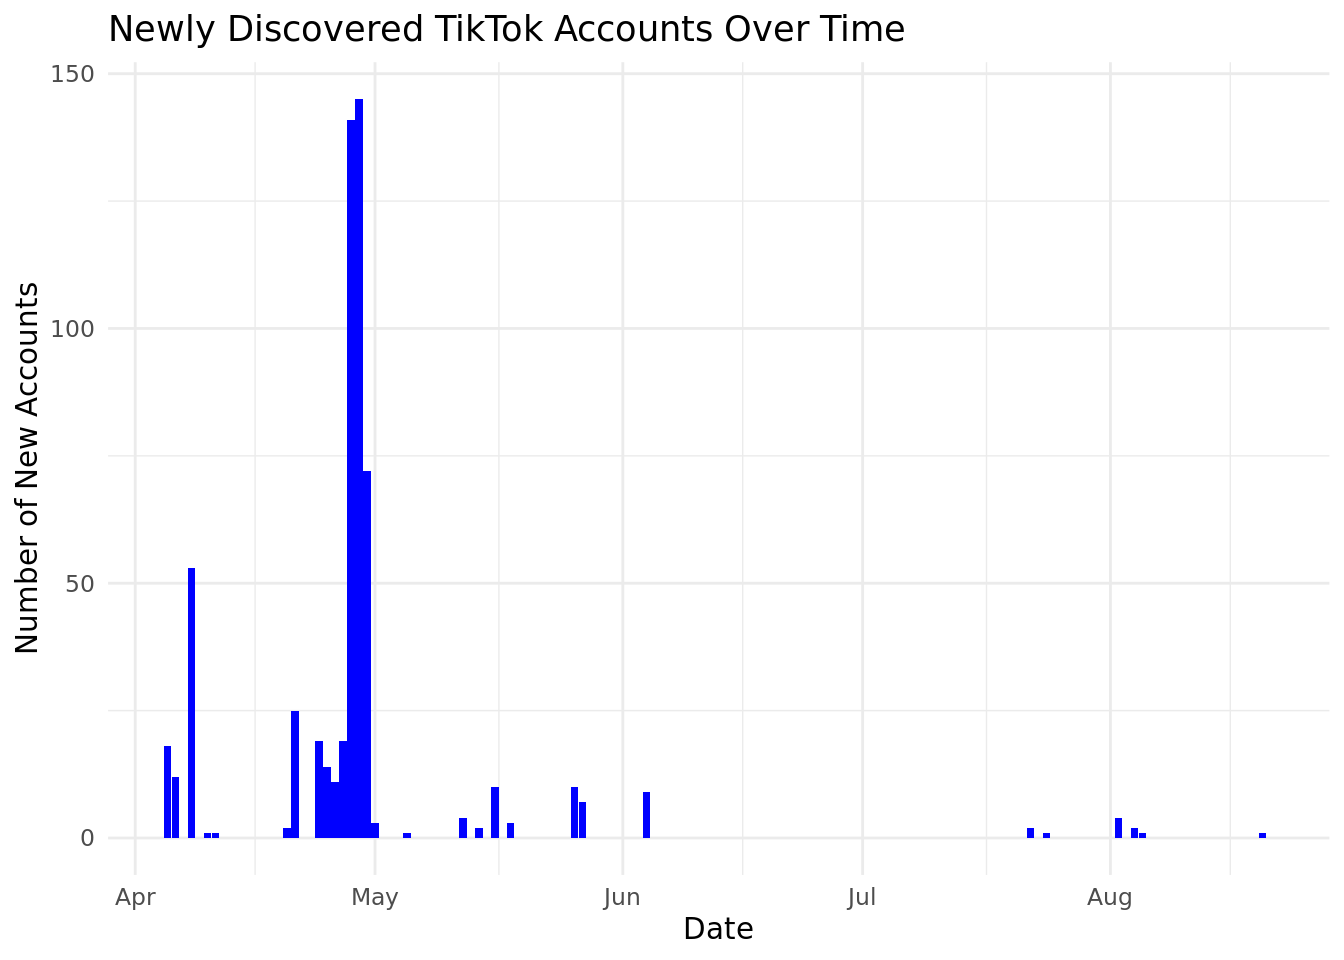 Newly Discovered TikTok Accounts Over Time
Number of New Accounts
150
100
50
0
Apr
May
Jun
Jul
Aug
Date